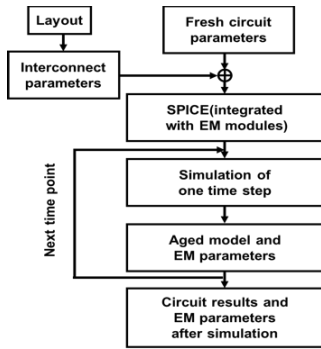 Layout
Fresh circuit
parameters
Interconnect
parameters
SPICE(integrated
with EM modules)
Simulation of
one time step
Next time point
Aged model and
EM parameters
Circuit results and
EM parameters
after simulation